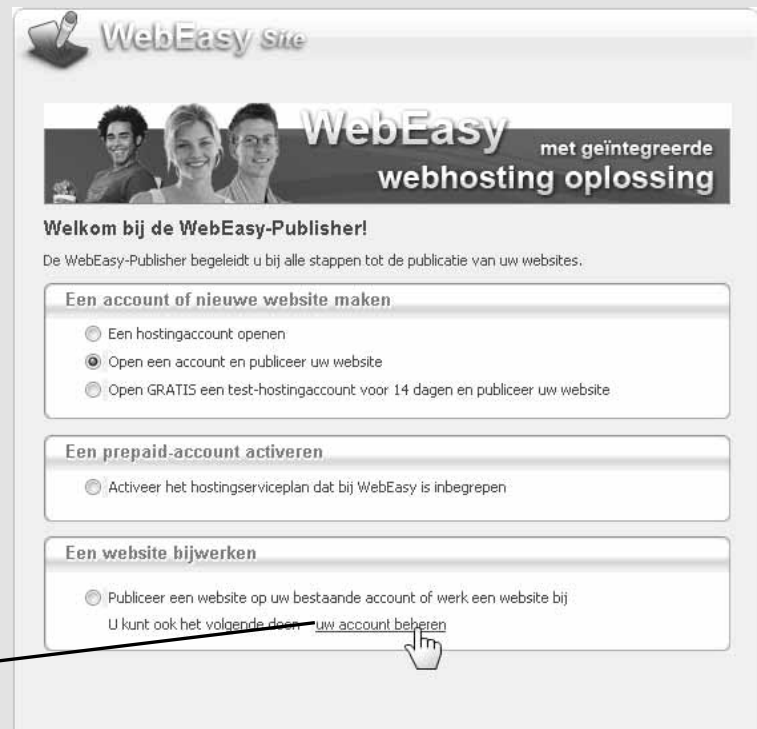 WebEasy Site
WebEasy
met geïntegreerde
webhosting oplossing
Welkom bij de WebEasy-Publisher!
De WebEasy-Publisher begeleidt u bij alle stappen tot de publicatie van uw websites.
Een account of nieuwe website maken
Een hostingaccount openen
Open een account en publiceer uw website
Open GRATIS een test-hostingaccount voor 14 dagen en publiceer uw website
Een prepaid-account activeren
Activeer het hostingserviceplan dat bij WebEasy is inbegrepen
Een website bijwerken
Publiceer een website op uw bestaande account of werk een website bij
U kunt ook het volgende doen uw account beheren